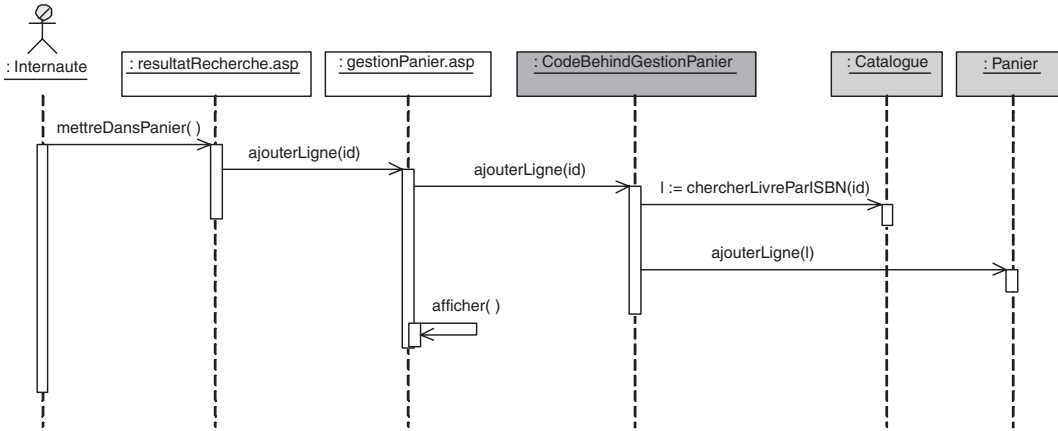 : Internaute
: resultatRecherche.asp
: gestionPanier.asp
: CodeBehindGestionPanier
: Catalogue
: Panier
mettreDansPanier( )
ajouterLigne(id)
ajouterLigne(id)
l := chercherLivreParISBN(id)
ajouterLigne(l)
afficher( )